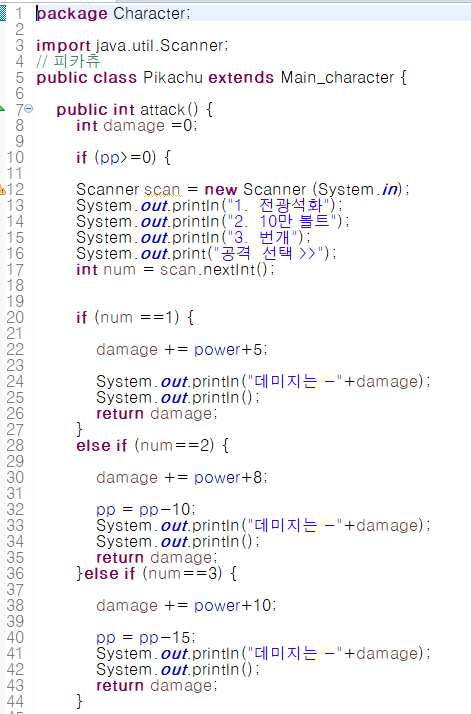 1 package Character;
2
3 import java.util.Scanner;
4 // 피카츄
5 public class Pikachu extends Main_character {
6
7 public int attack() {
8 int damage =0;
9
10 if (pp>=0) {
11
12 Scanner scan = new Scanner (System.in);
13 System.out.println("1. 전광석화");
14 System.out.println("2. 10만 볼트");
15 System.out.println("3. 번개");
16 System.out.print("공격 선택 >>");
17 int num = scan.nextInt();
18
19
20 if (num ==1) {
21
22 damage += power+5;
23
24 System.out.println("데미지는 -"+damage);
25 System.out.println();
26 return damage;
27 }
28 else if (num==2) {
29
30 damage += power+8;
31
32 pp = pp-10;
33 System.out.println("데미지는 -"+damage);
34 System.out.println();
35 return damage;
36 }else if (num==3) {
37
38 damage += power+10;
39
40 pp = pp-15;
41 System.out.println("데미지는 -"+damage);
42 System.out.println();
43 return damage;
44 }